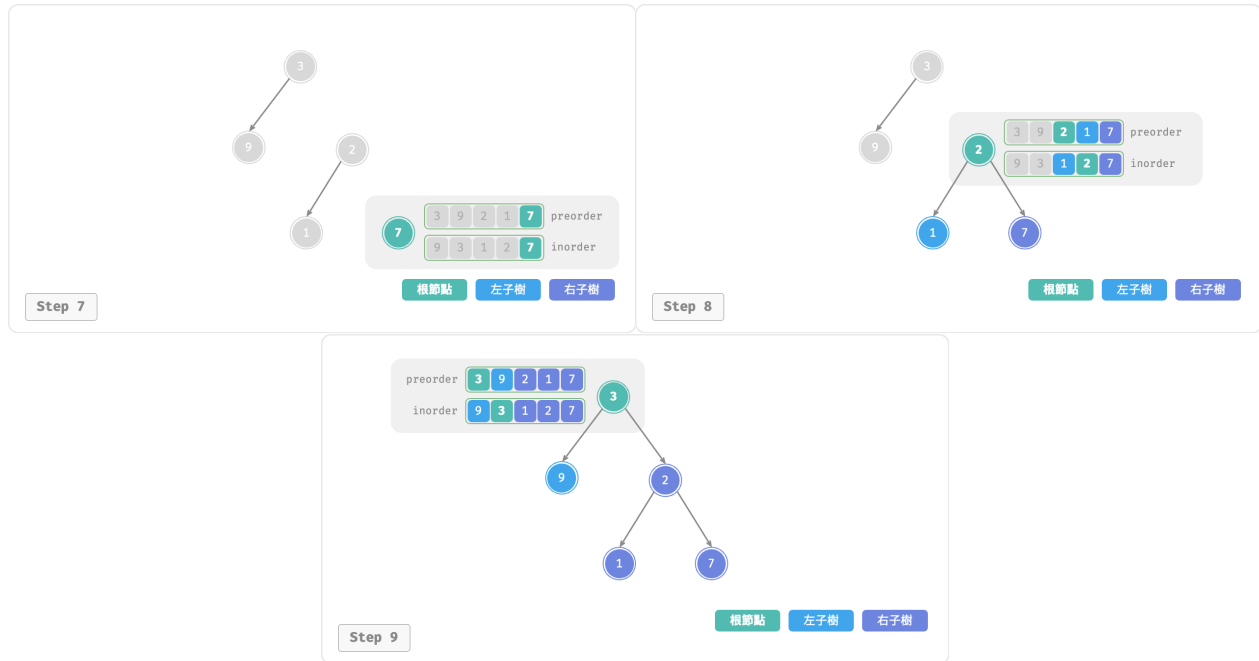 3
9
2
1
7 3 9 2 1 7 preorder
9 3 1 2 7 inorder
根節點 左子樹 右子樹
Step 7
3
9
2 3 9 2 1 7 preorder
9 3 1 2 7 inorder
1 7
根節點 左子樹 右子樹
Step 8
preorder 3 9 2 1 7 3
inorder 9 3 1 2 7
9 2
1 7
根節點 左子樹 右子樹
Step 9